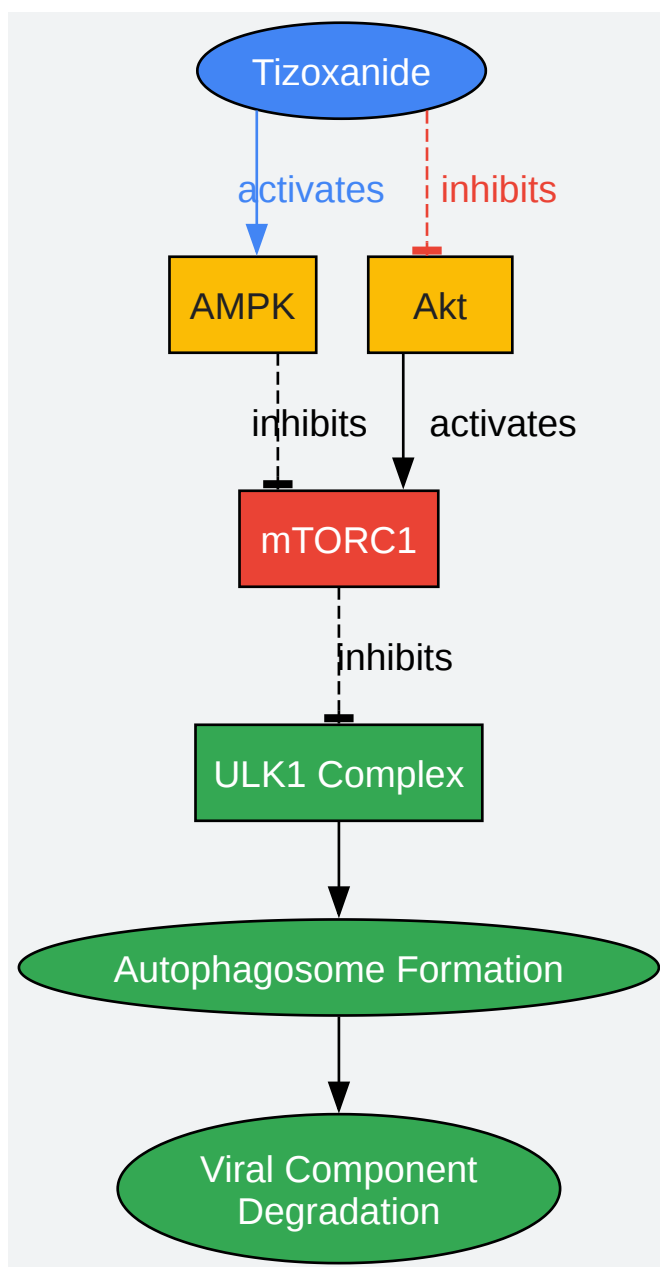 Tizoxanide
activates
inhibits
AMPK
Akt
inhibits
activates
mTORC1
inhibits
ULK1 Complex
Autophagosome Formation
Viral Component
Degradation